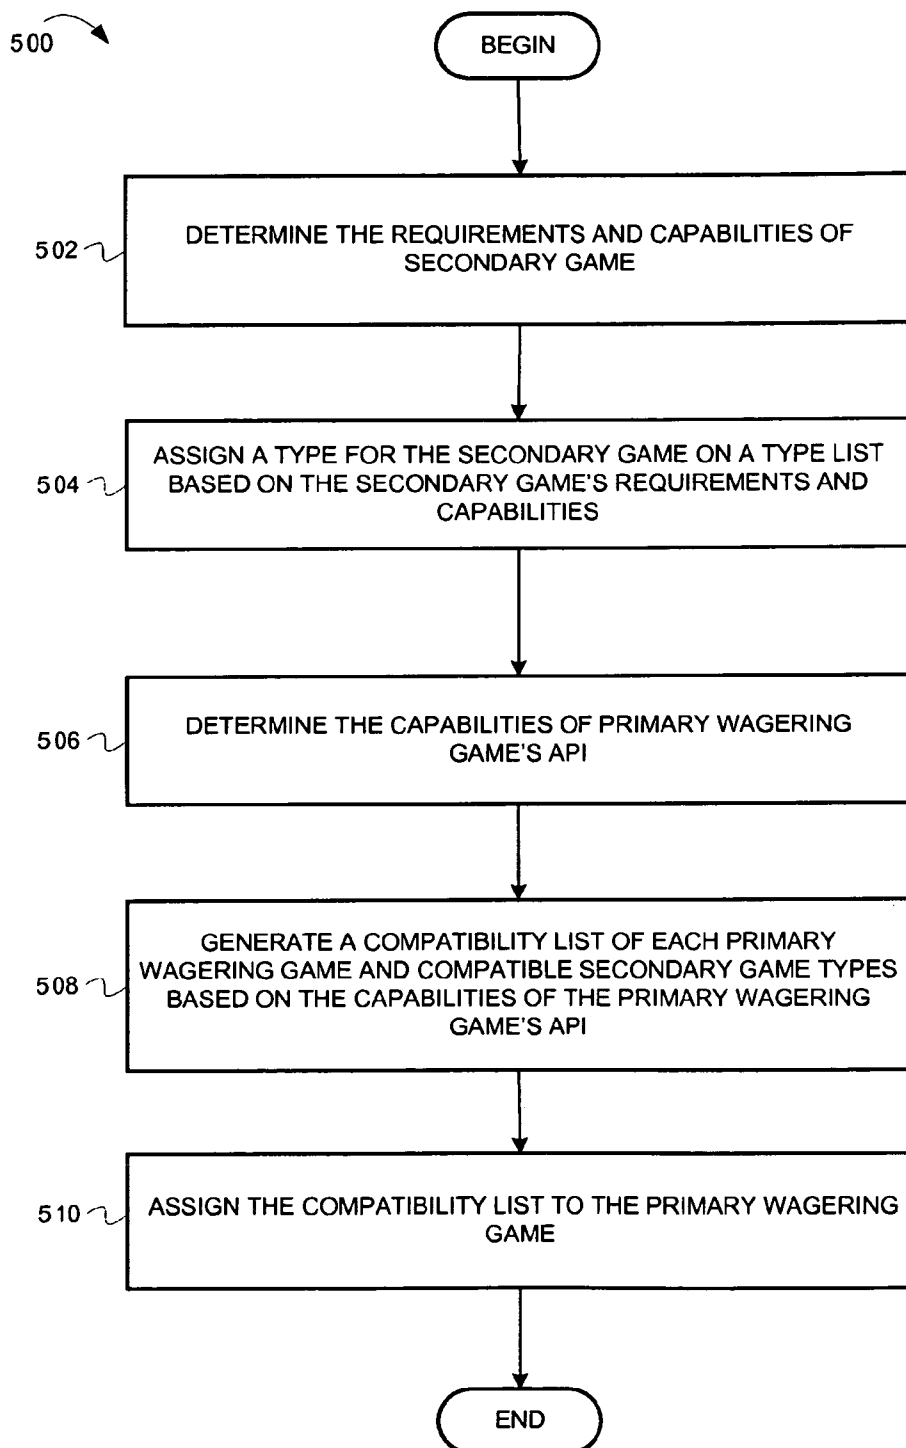 500
BEGIN
502
DETERMINE THE REQUIREMENTS AND CAPABILITIES OF
SECONDARY GAME
504
ASSIGN A TYPE FOR THE SECONDARY GAME ON A TYPE LIST
BASED ON THE SECONDARY GAME'S REQUIREMENTS AND
CAPABILITIES
506
DETERMINE THE CAPABILITIES OF PRIMARY WAGERING
GAME'S API
508
GENERATE A COMPATIBILITY LIST OF EACH PRIMARY
WAGERING GAME AND COMPATIBLE SECONDARY GAME TYPES
BASED ON THE CAPABILITIES OF THE PRIMARY WAGERING
GAME'S API
510
ASSIGN THE COMPATIBILITY LIST TO THE PRIMARY WAGERING
GAME
END